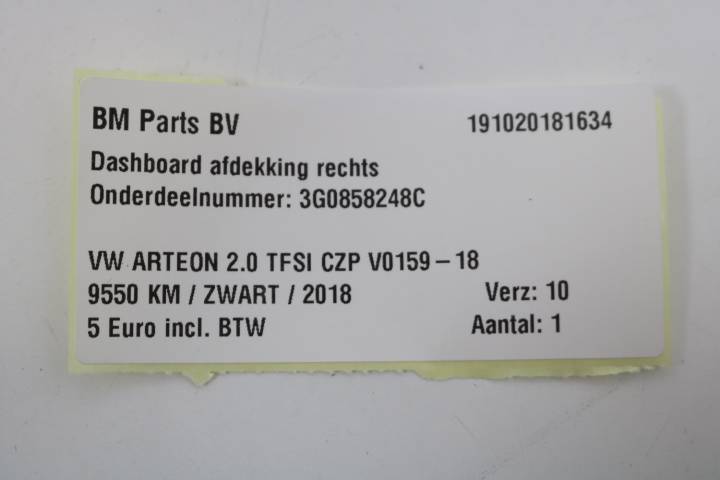 BM Parts BV 191020181634
Dashboard afdekking rechts
Onderdeelnummer: 3G0858248C
VW ARTEON 2.0 TFSI CZP V0159-18
9550 KM / ZWART / 2018 Verz: 10
5 Euro incl. BTW Aantal: 1